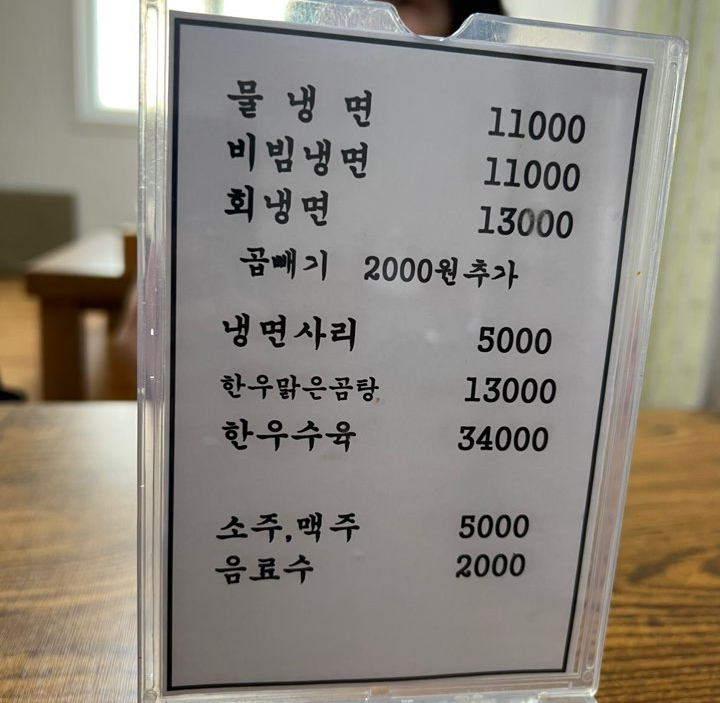 물 냉 면 11000
비빔냉면 11000
회냉면 13000
곱빼기 2000원추가
냉면사리 5000
한우맑은곰탕 13000
한우수육 34000
소주,맥주 5000
음료수 2000